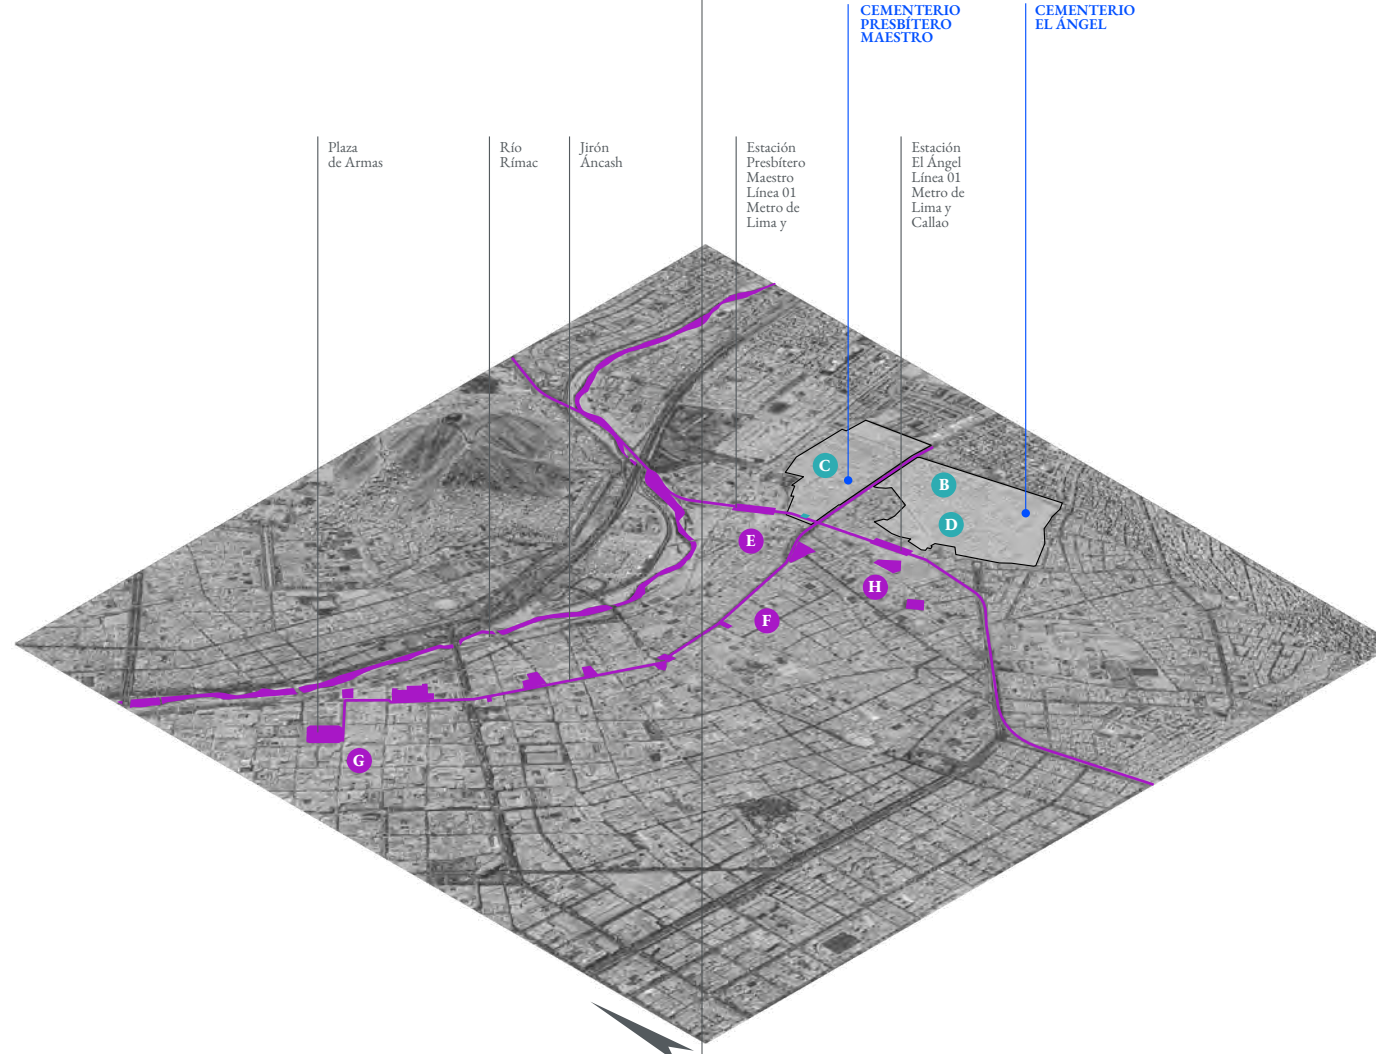 CEMENTERIO
PRESBÍTERO
MAESTRO
CEMENTERIO
EL ÁNGEL
Plaza
de Armas
Río
Rímac
Jirón
Áncash
Estación
Presbítero
Maestro
Línea 01
Metro de
Lima y
Estación
El Ángel
Línea 01
Metro de
Lima y
Callao
C
B
D
E
H
F
G